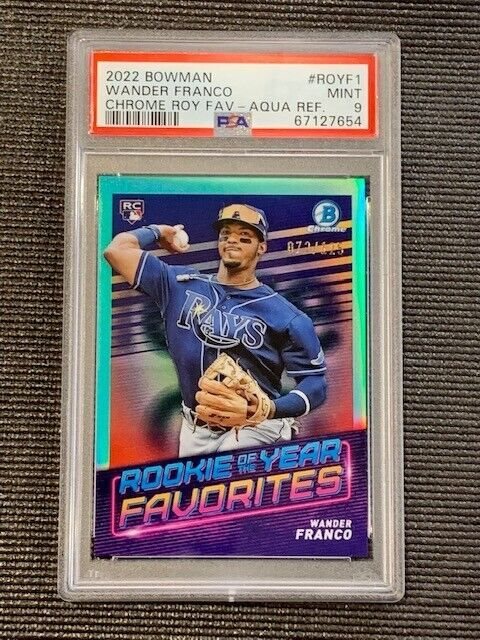 2022 BOWMAN #ROYF1
WANDER FRANCO MINT
CHROME ROY FAV - AQUA REF. 9
PSA 67127654
RC
B
Chrome
RAYS
ROOKIE OF THE YEAR
FAVORITES
WANDER
FRANCO